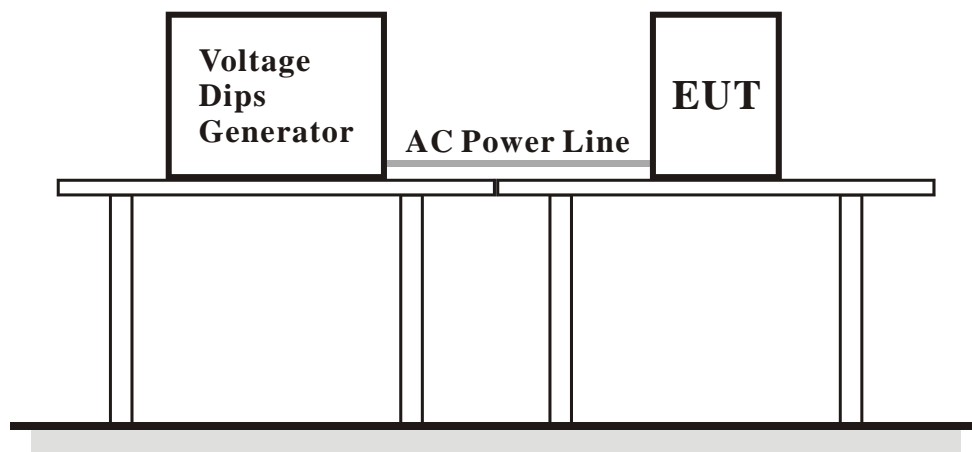 Voltage
Dips
Generator
AC Power Line
EUT